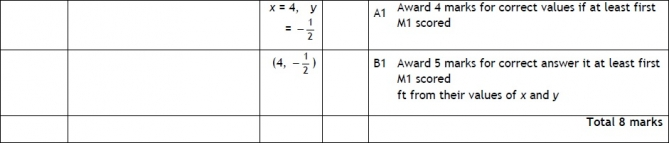 x = 4, y
= −1/2
A1 Award 4 marks for correct values if at least first
M1 scored
(4, −1/2)
B1 Award 5 marks for correct answer it at least first
M1 scored
ft from their values of x and y
Total 8 marks